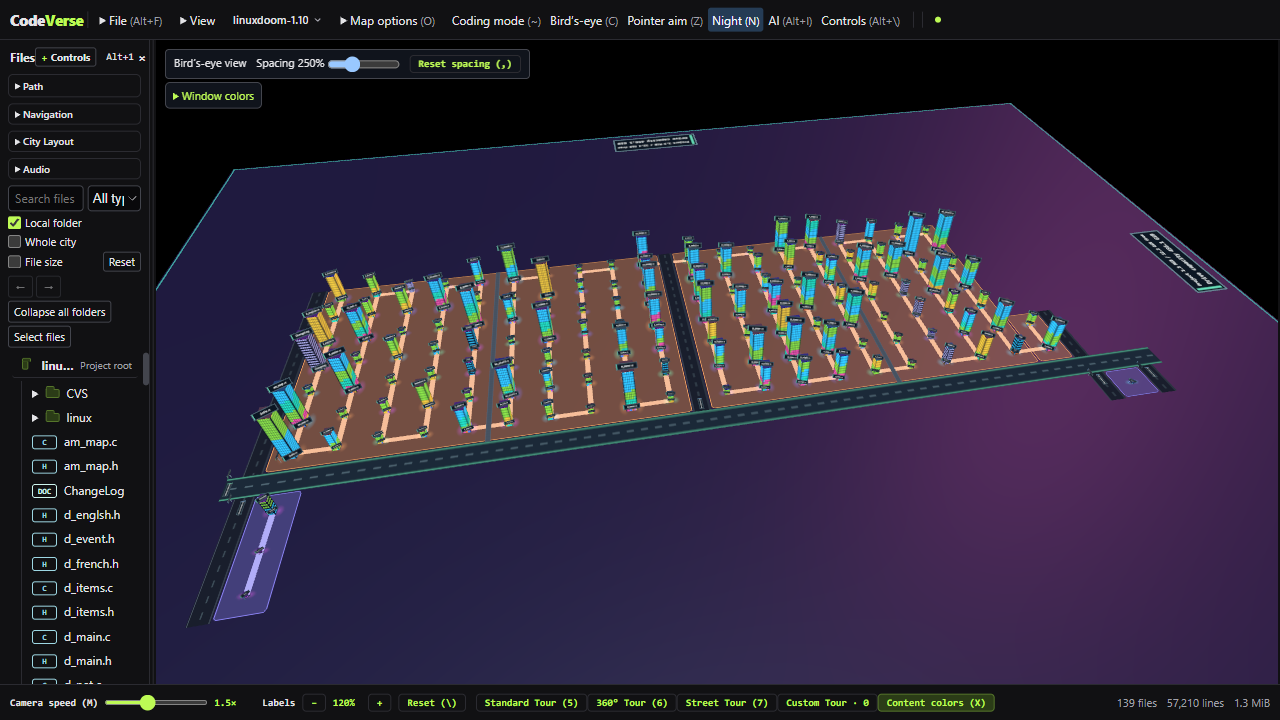 CodeVerse
File (Alt+F)
View
linuxdoom-1.10
Map options (O)
Coding mode (~)
Bird's-eye (C)
Pointer aim (Z)
Night (N)
AI (Alt+I)
Controls (Alt+\)
Files
+ Controls
Alt+1
×
Bird's-eye view
Spacing 250%
Reset spacing (,)
Window colors
Path
Navigation
City Layout
Audio
Search files
All typ
Local folder
Whole city
File size
Reset
←
→
Collapse all folders
Select files
linu...
Project root
CVS
linux
C am_map.c
H am_map.h
DOC ChangeLog
H d_englsh.h
H d_event.h
H d_french.h
C d_items.c
H d_items.h
C d_main.c
H d_main.h
Camera speed (M)
1.5×
Labels
-
120%
+
Reset (\)
Standard Tour (5)
360° Tour (6)
Street Tour (7)
Custom Tour · 0
Content colors (X)
139 files
57,210 lines
1.3 MiB